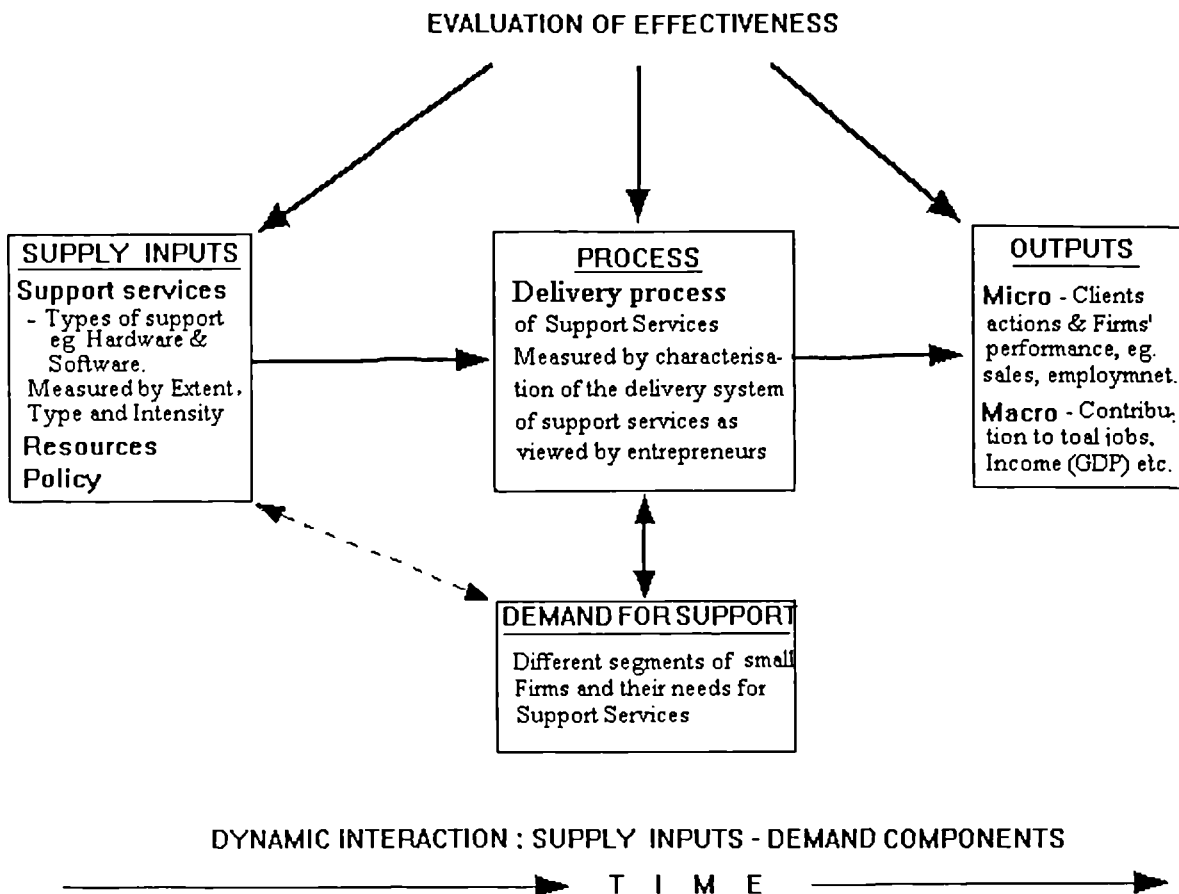 EVALUATION OF EFFECTIVENESS
SUPPLY INPUTS
Support services
- Types of support
eg Hardware &
Software.
Measured by Extent,
Type and Intensity
Resources
Policy
PROCESS
Delivery process
of Support Services
Measured by characterisa-
tion of the delivery system
of support services as
viewed by entrepreneurs
OUTPUTS
Micro - Clients
actions & Firms'
performance, eg.
sales, employmnet.
Macro - Contribu-
tion to toal jobs,
Income (GDP) etc.
DEMAND FOR SUPPORT
Different segments of small
Firms and their needs for
Support Services
DYNAMIC INTERACTION : SUPPLY INPUTS - DEMAND COMPONENTS
T I M E